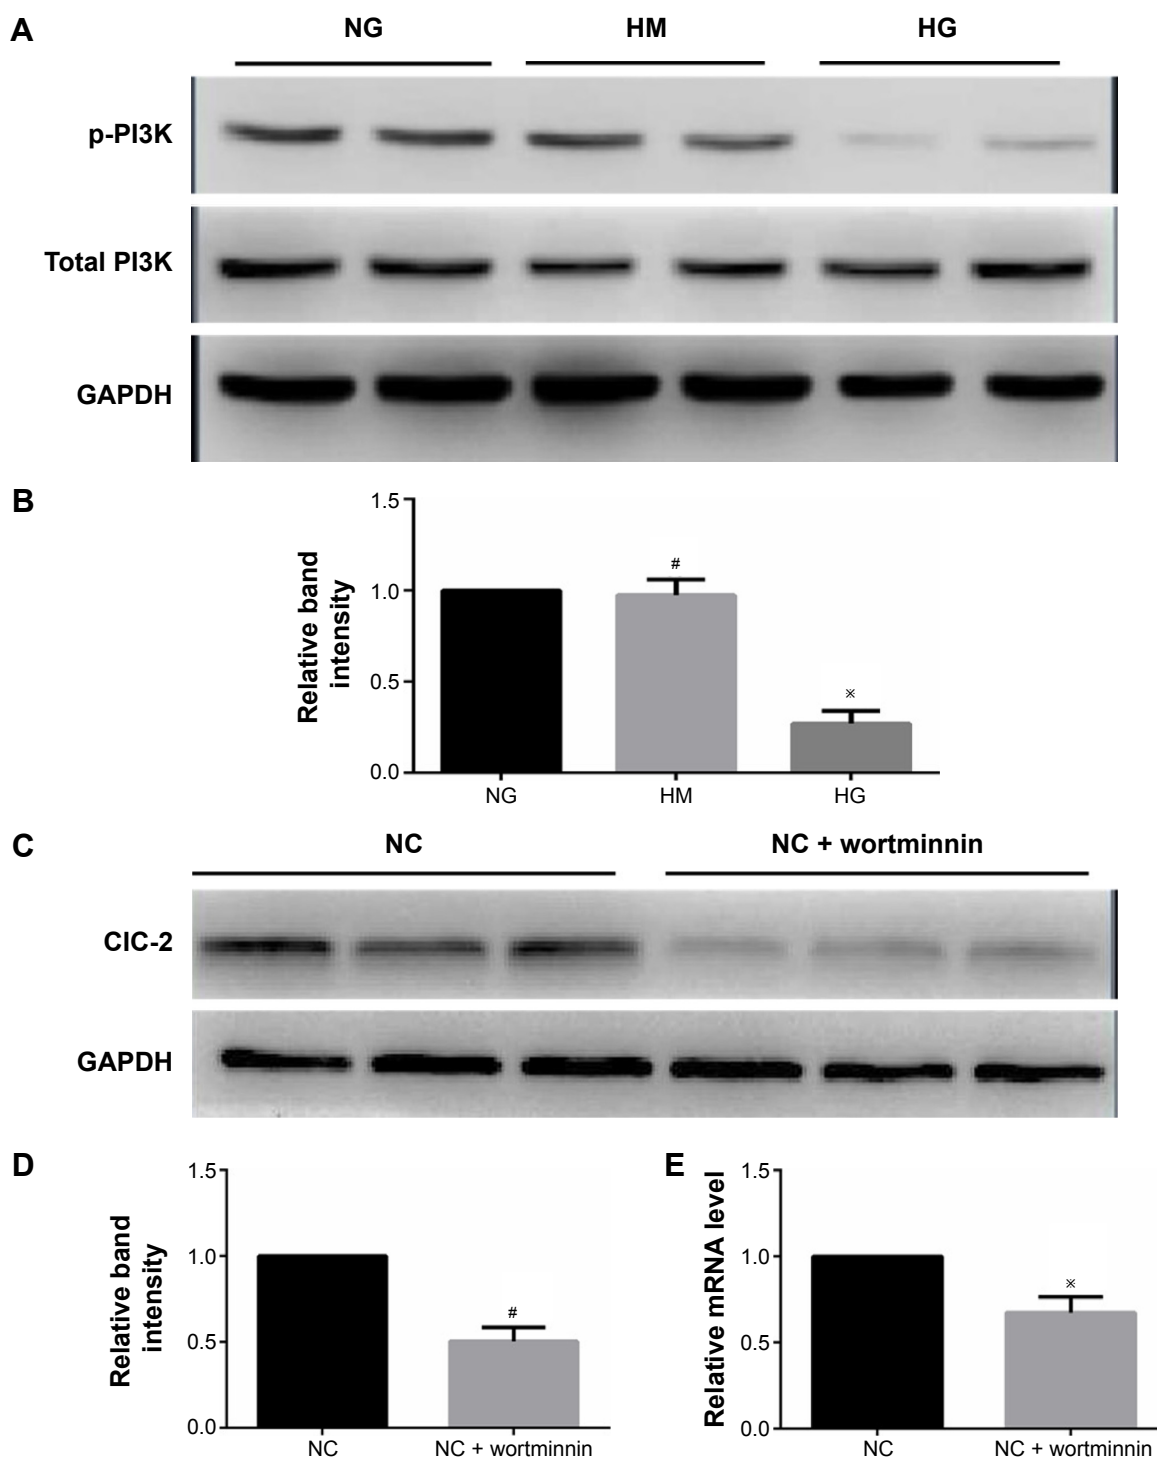 A
NG HM HG
p-PI3K
Total PI3K
GAPDH
B
Relative band
intensity
1.5
1.0
0.5
0.0
#
※
NG HM HG
C
NC NC + wortminnin
CIC-2
GAPDH
D
Relative band
intensity
1.5
1.0
0.5
0.0
#
NC NC + wortminnin
E
Relative mRNA level
1.5
1.0
0.5
0.0
※
NC NC + wortminnin